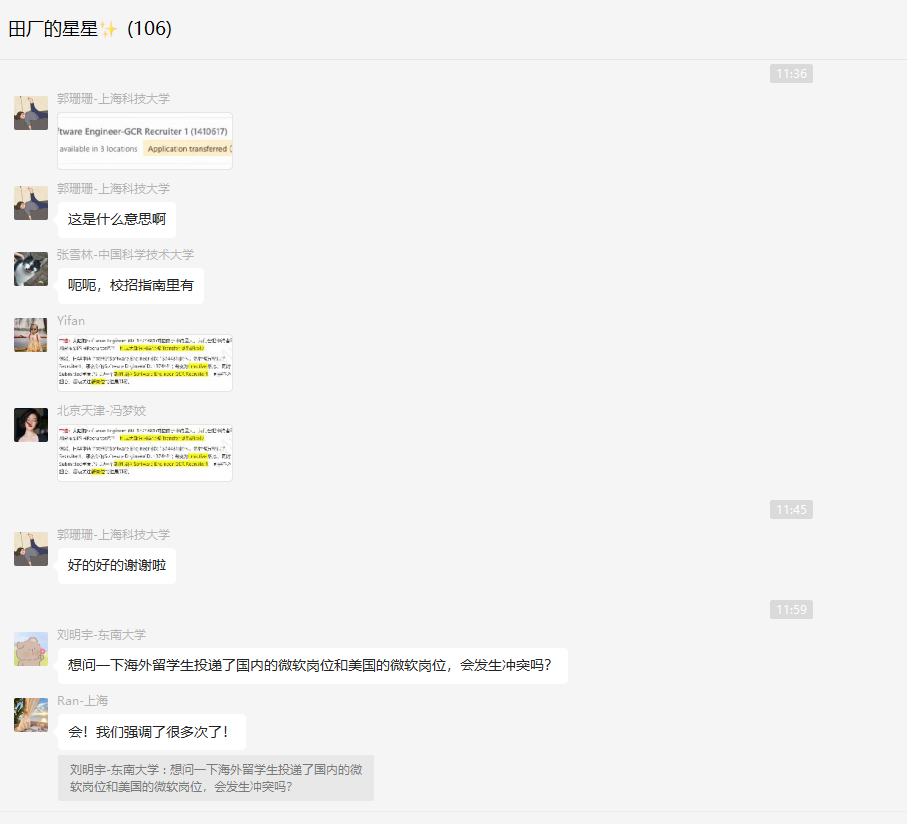 田厂的星星✨ (106)
11:36
郭珊珊-上海科技大学
ftware Engineer-GCR Recruiter 1 (1410617)
available in 3 locations Application transferred
郭珊珊-上海科技大学
这是什么意思啊
张雪林-中国科学技术大学
呃呃，校招指南里有
Yifan
北京天津-冯梦姣
11:45
郭珊珊-上海科技大学
好的好的谢谢啦
11:59
刘明宇-东南大学
想问一下海外留学生投递了国内的微软岗位和美国的微软岗位，会发生冲突吗？
Ran-上海
会！我们强调了很多次了！
刘明宇-东南大学：想问一下海外留学生投递了国内的微
软岗位和美国的微软岗位，会发生冲突吗？